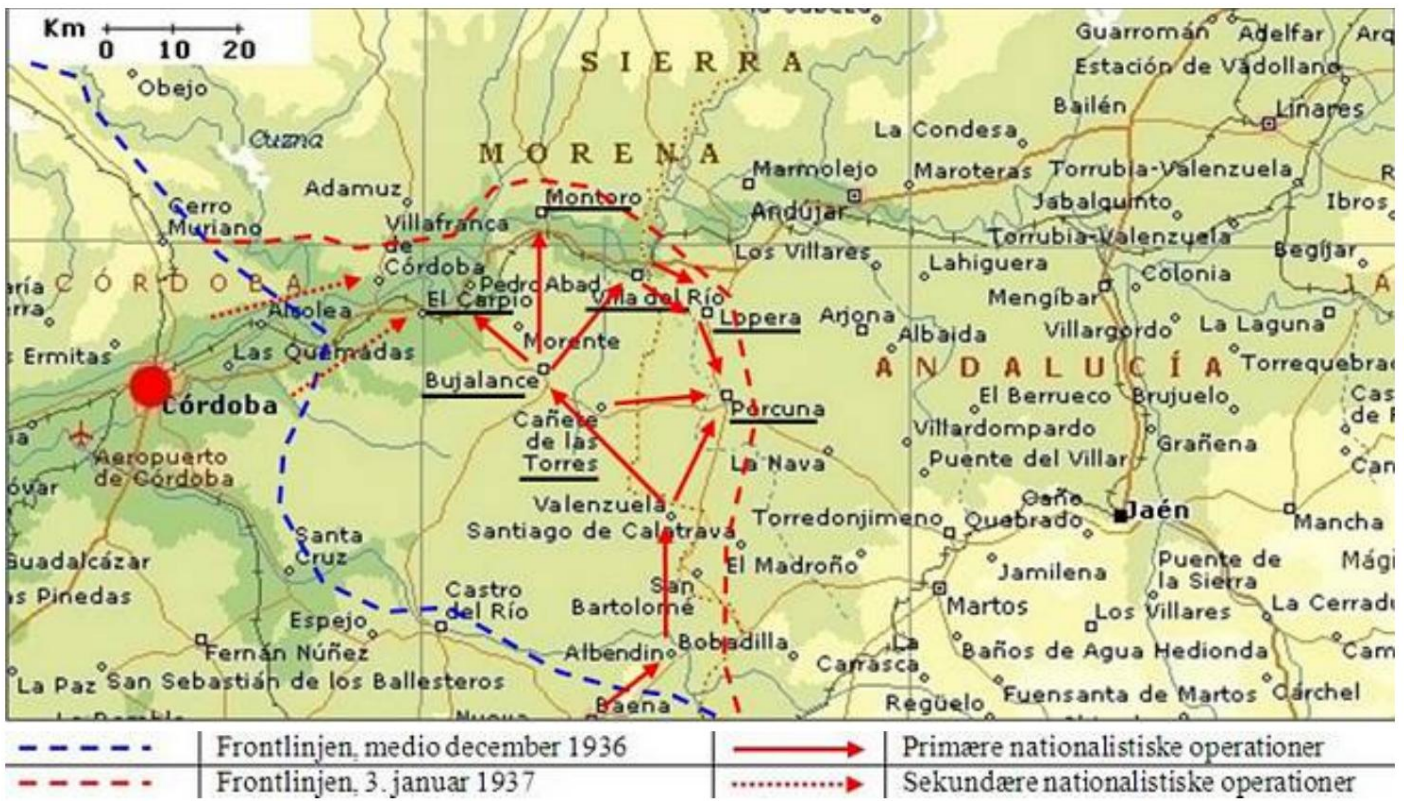 Km
0 10 20
Obejo
Cuzna
SIERRA
MORENA
Guarromán
Adelfar
Arq
Estación de Vadollano
Bailén
Linares
La Condesa
Marmolejo
Maroteras
Torrubia-Valenzuela
Adamuz
Montoro
Andújar
Jabalquinto
Ibros
Cerro
Muriano
Villafranca
de
Córdoba
Los Villares
Torrubia-Valenzuela
Begíjar
Lahiguera
Colonia
CÓRDOBA
Pedro Abad
El Carpio
Villa del Río
Mengíbar
JA
Alcolea
Lopera
Arjona
Albaida
Villargordo
La Laguna
Morente
s Ermitas
Las Quemadas
Torrequebrad
ANDALUCÍA
Bujalance
Córdoba
Porcuna
El Berrueco
Brujuelo
Cañete
de las
Torres
Villardompardo
Grañena
Aeropuerto
de Córdoba
La Nava
Puente del Villar
óvar
Valenzuela
Caño
Quebrado
Jaén
Santiago de Calatrava
Torredonjimeno
Mancha
Santa
Cruz
El Madroño
Puente de
la Sierra
Guadalcázar
Jamilena
Mági
as Pinedas
San
Bartolomé
Castro
del Río
Martos
Los Villares
La Cerradu
Espejo
Fernán Núñez
Albendin
Bobadilla
La
Carrasca
Baños de Agua Hedionda
Cam
La Paz
San Sebastián de los Ballesteros
Fuensanta de Martos
Cárchel
Baena
Regüelo
Frontlinjen, medio december 1936
Primære nationalistiske operationer
Frontlinjen, 3. januar 1937
Sekundære nationalistiske operationer